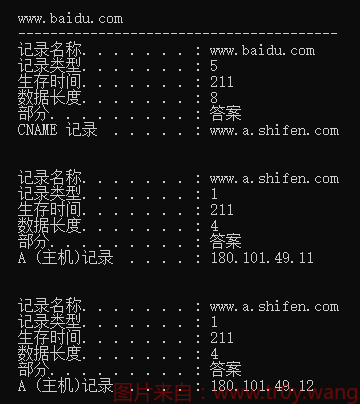 www.baidu.com
----------------------------------------
记录名称. . . . . . . : www.baidu.com
记录类型. . . . . . . : 5
生存时间. . . . . . . : 211
数据长度. . . . . . . : 8
部分. . . . . . . . . : 答案
CNAME 记录  . . . . . : www.a.shifen.com
记录名称. . . . . . . : www.a.shifen.com
记录类型. . . . . . . : 1
生存时间. . . . . . . : 211
数据长度. . . . . . . : 4
部分. . . . . . . . . : 答案
A (主机)记录  . . . . : 180.101.49.11
记录名称. . . . . . . : www.a.shifen.com
记录类型. . . . . . . : 1
生存时间. . . . . . . : 211
数据长度. . . . . . . : 4
部分. . . . . . . . . : 答案
A (主机)记录  . . . . : 180.101.49.12
图片来自：www.troy.wang